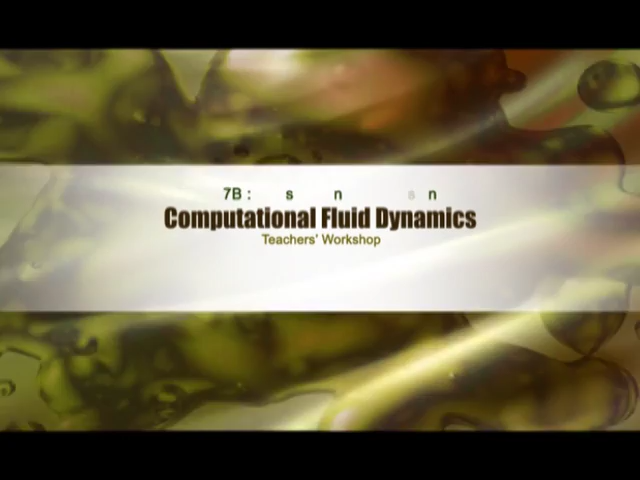 7B : s n s n
Computational Fluid Dynamics
Teachers' Workshop